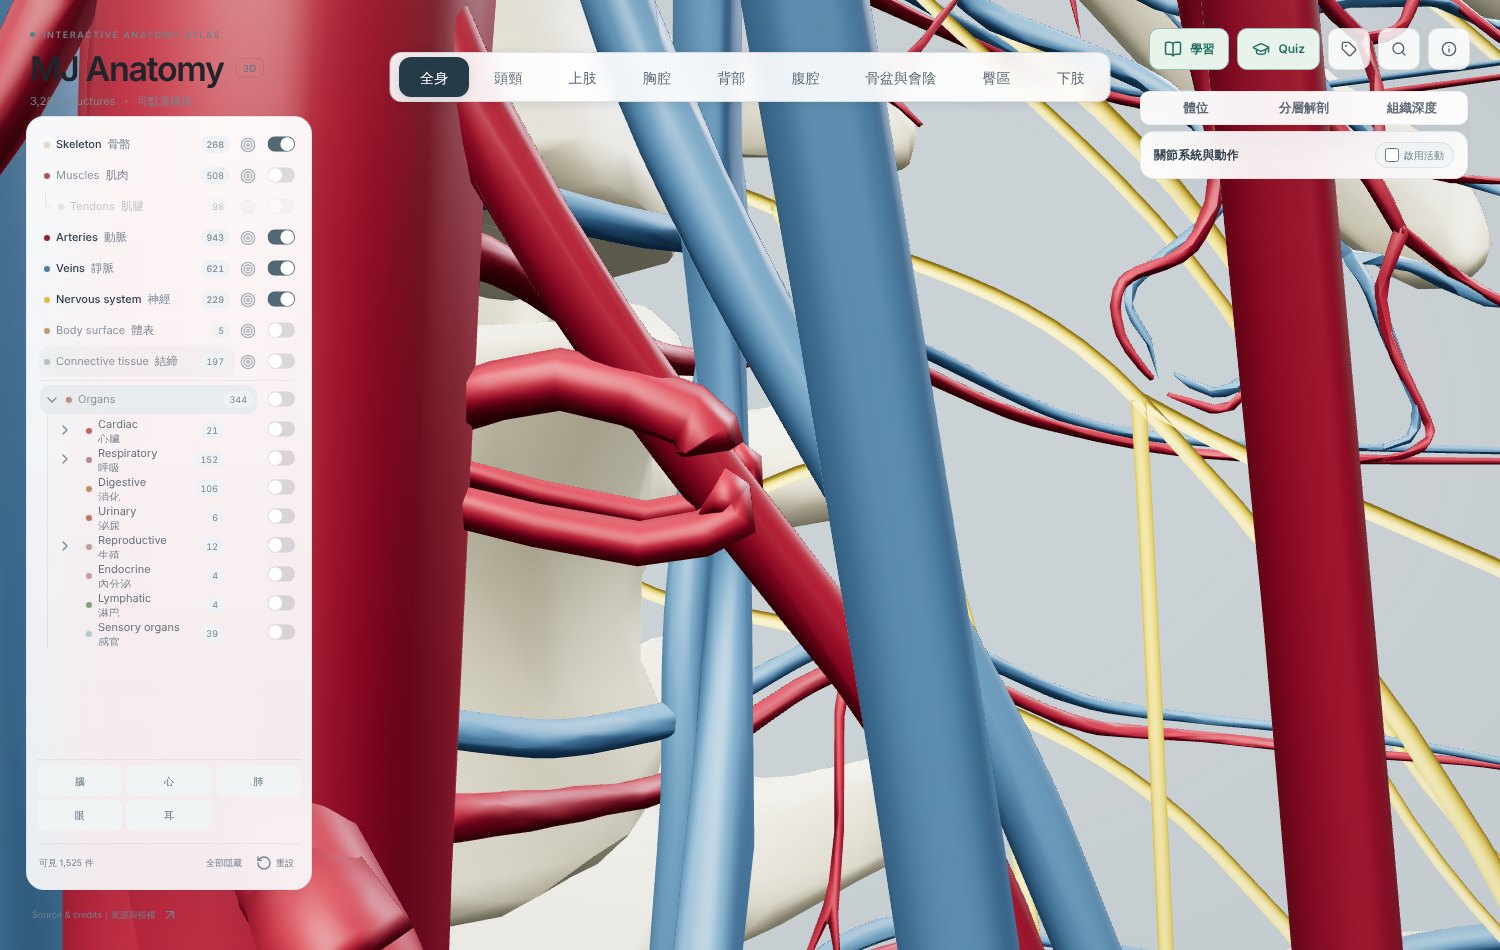 INTERACTIVE ANATOMY ATLAS
MJ Anatomy 3D
可點選構造
全身 頭頸 上肢 胸腔 背部 腹腔 骨盆與會陰 臀區 下肢
學習 Quiz
體位 分層解剖 組織深度
關節系統與動作 啟用活動
Skeleton 骨骼 268
Muscles 肌肉 508
Tendons 肌腱 98
Arteries 動脈 943
Veins 靜脈 621
Nervous system 神經 229
Body surface 體表 5
Connective tissue 結締 197
Organs 344
Cardiac 21
心臟
Respiratory 152
呼吸
Digestive 106
消化
Urinary 6
泌尿
Reproductive 12
生殖
Endocrine 4
內分泌
Lymphatic 4
淋巴
Sensory organs 39
感官
腦 心 肺
眼 耳
可見 1,525 件 全部隱藏 重設
Source & credits | 來源與授權